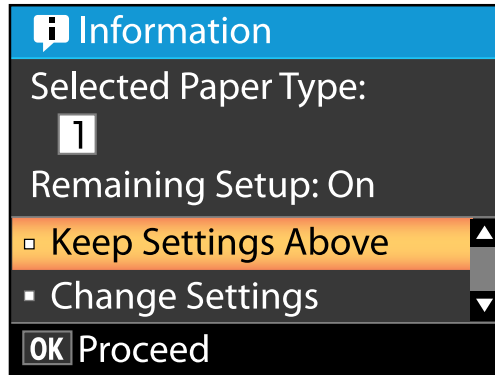 Information
Selected Paper Type:
1
Remaining Setup: On
Keep Settings Above
Change Settings
OK Proceed